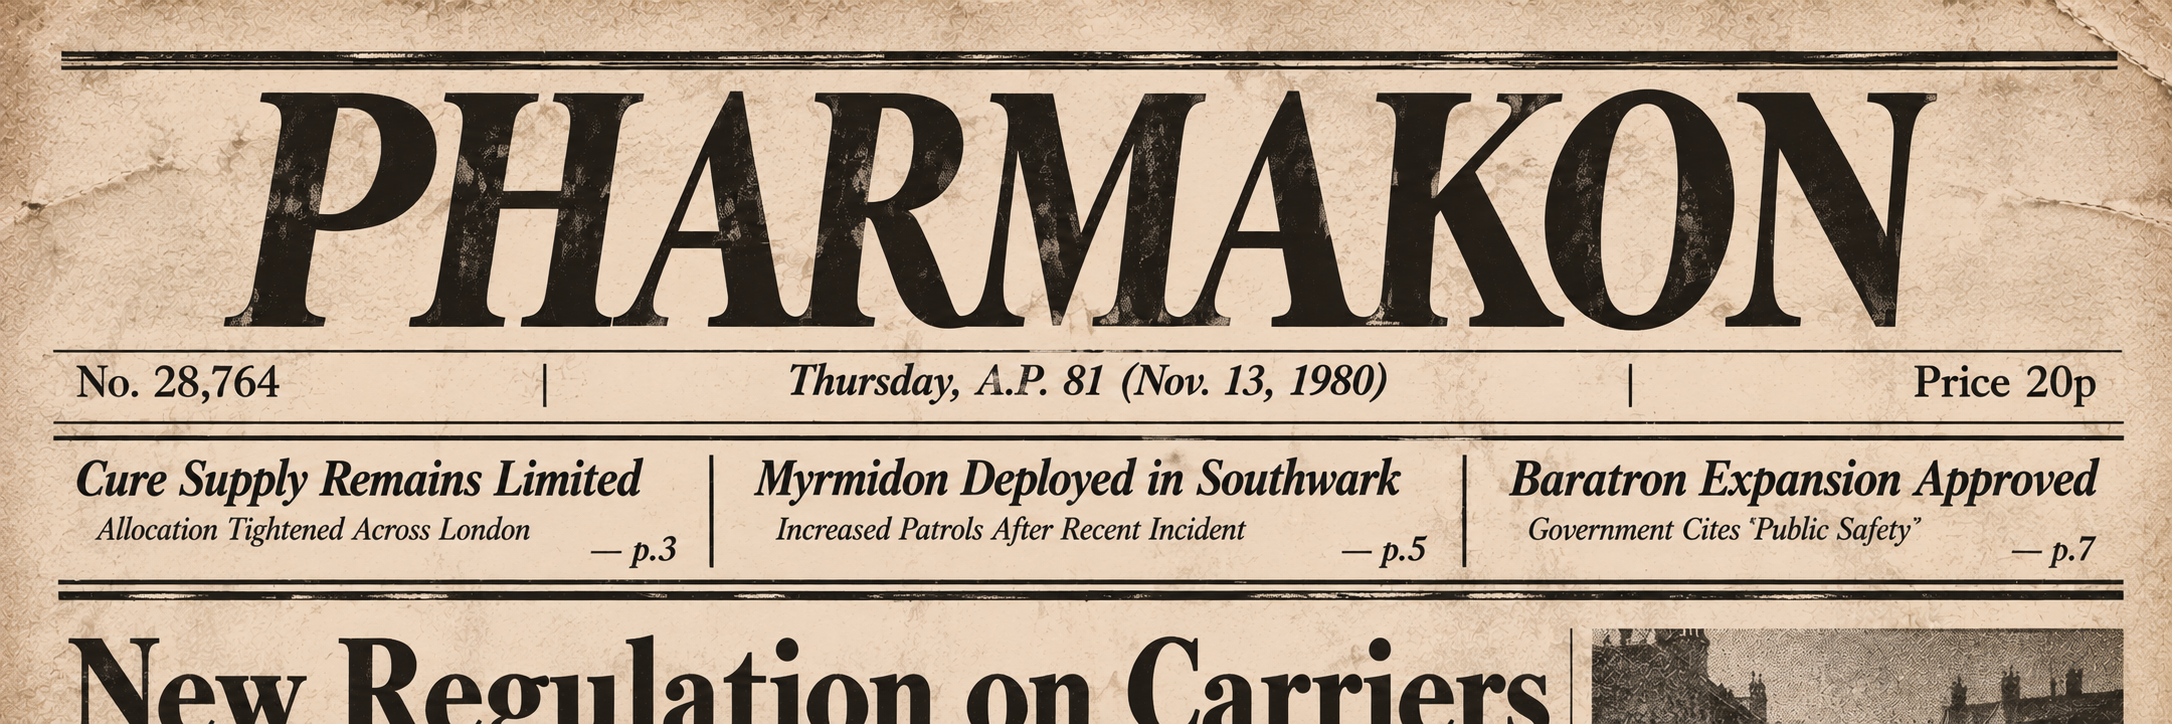 PHARMAKON
No. 28,764 | Thursday, A.P. 81 (Nov. 13, 1980) | Price 20p
Cure Supply Remains Limited
Allocation Tightened Across London
— p.3
Myrmidon Deployed in Southwark
Increased Patrols After Recent Incident
— p.5
Baratron Expansion Approved
Government Cites “Public Safety”
— p.7
New Regulation on Carriers